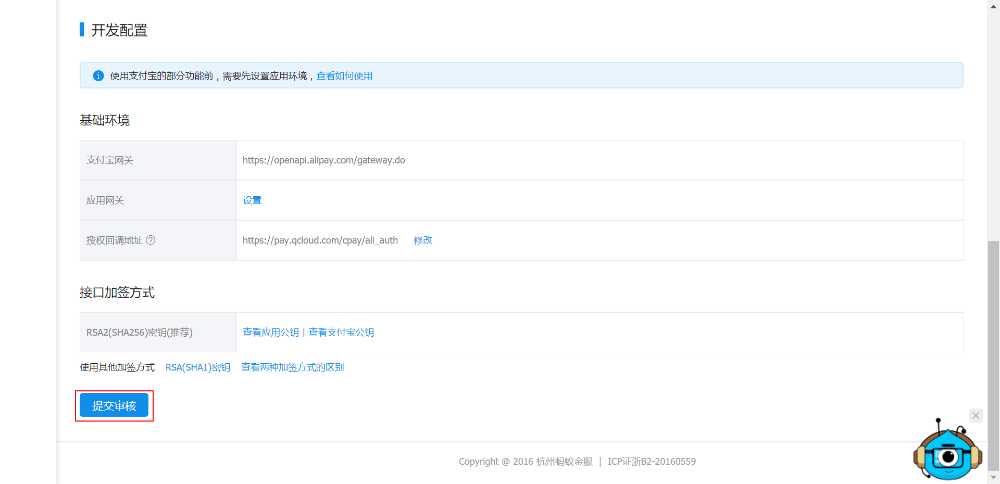 开发配置
使用支付宝的部分功能前，需要先设置应用环境，查看如何使用
基础环境
支付宝网关 https://openapi.alipay.com/gateway.do
应用网关 设置
授权回调地址 https://pay.qcloud.com/cpay/ali_auth 修改
接口加签方式
RSA2(SHA256)密钥(推荐) 查看应用公钥 | 查看支付宝公钥
使用其他加签方式 RSA(SHA1)密钥 查看两种加签方式的区别
提交审核
Copyright @ 2016 杭州蚂蚁金服 | ICP证浙B2-20160559